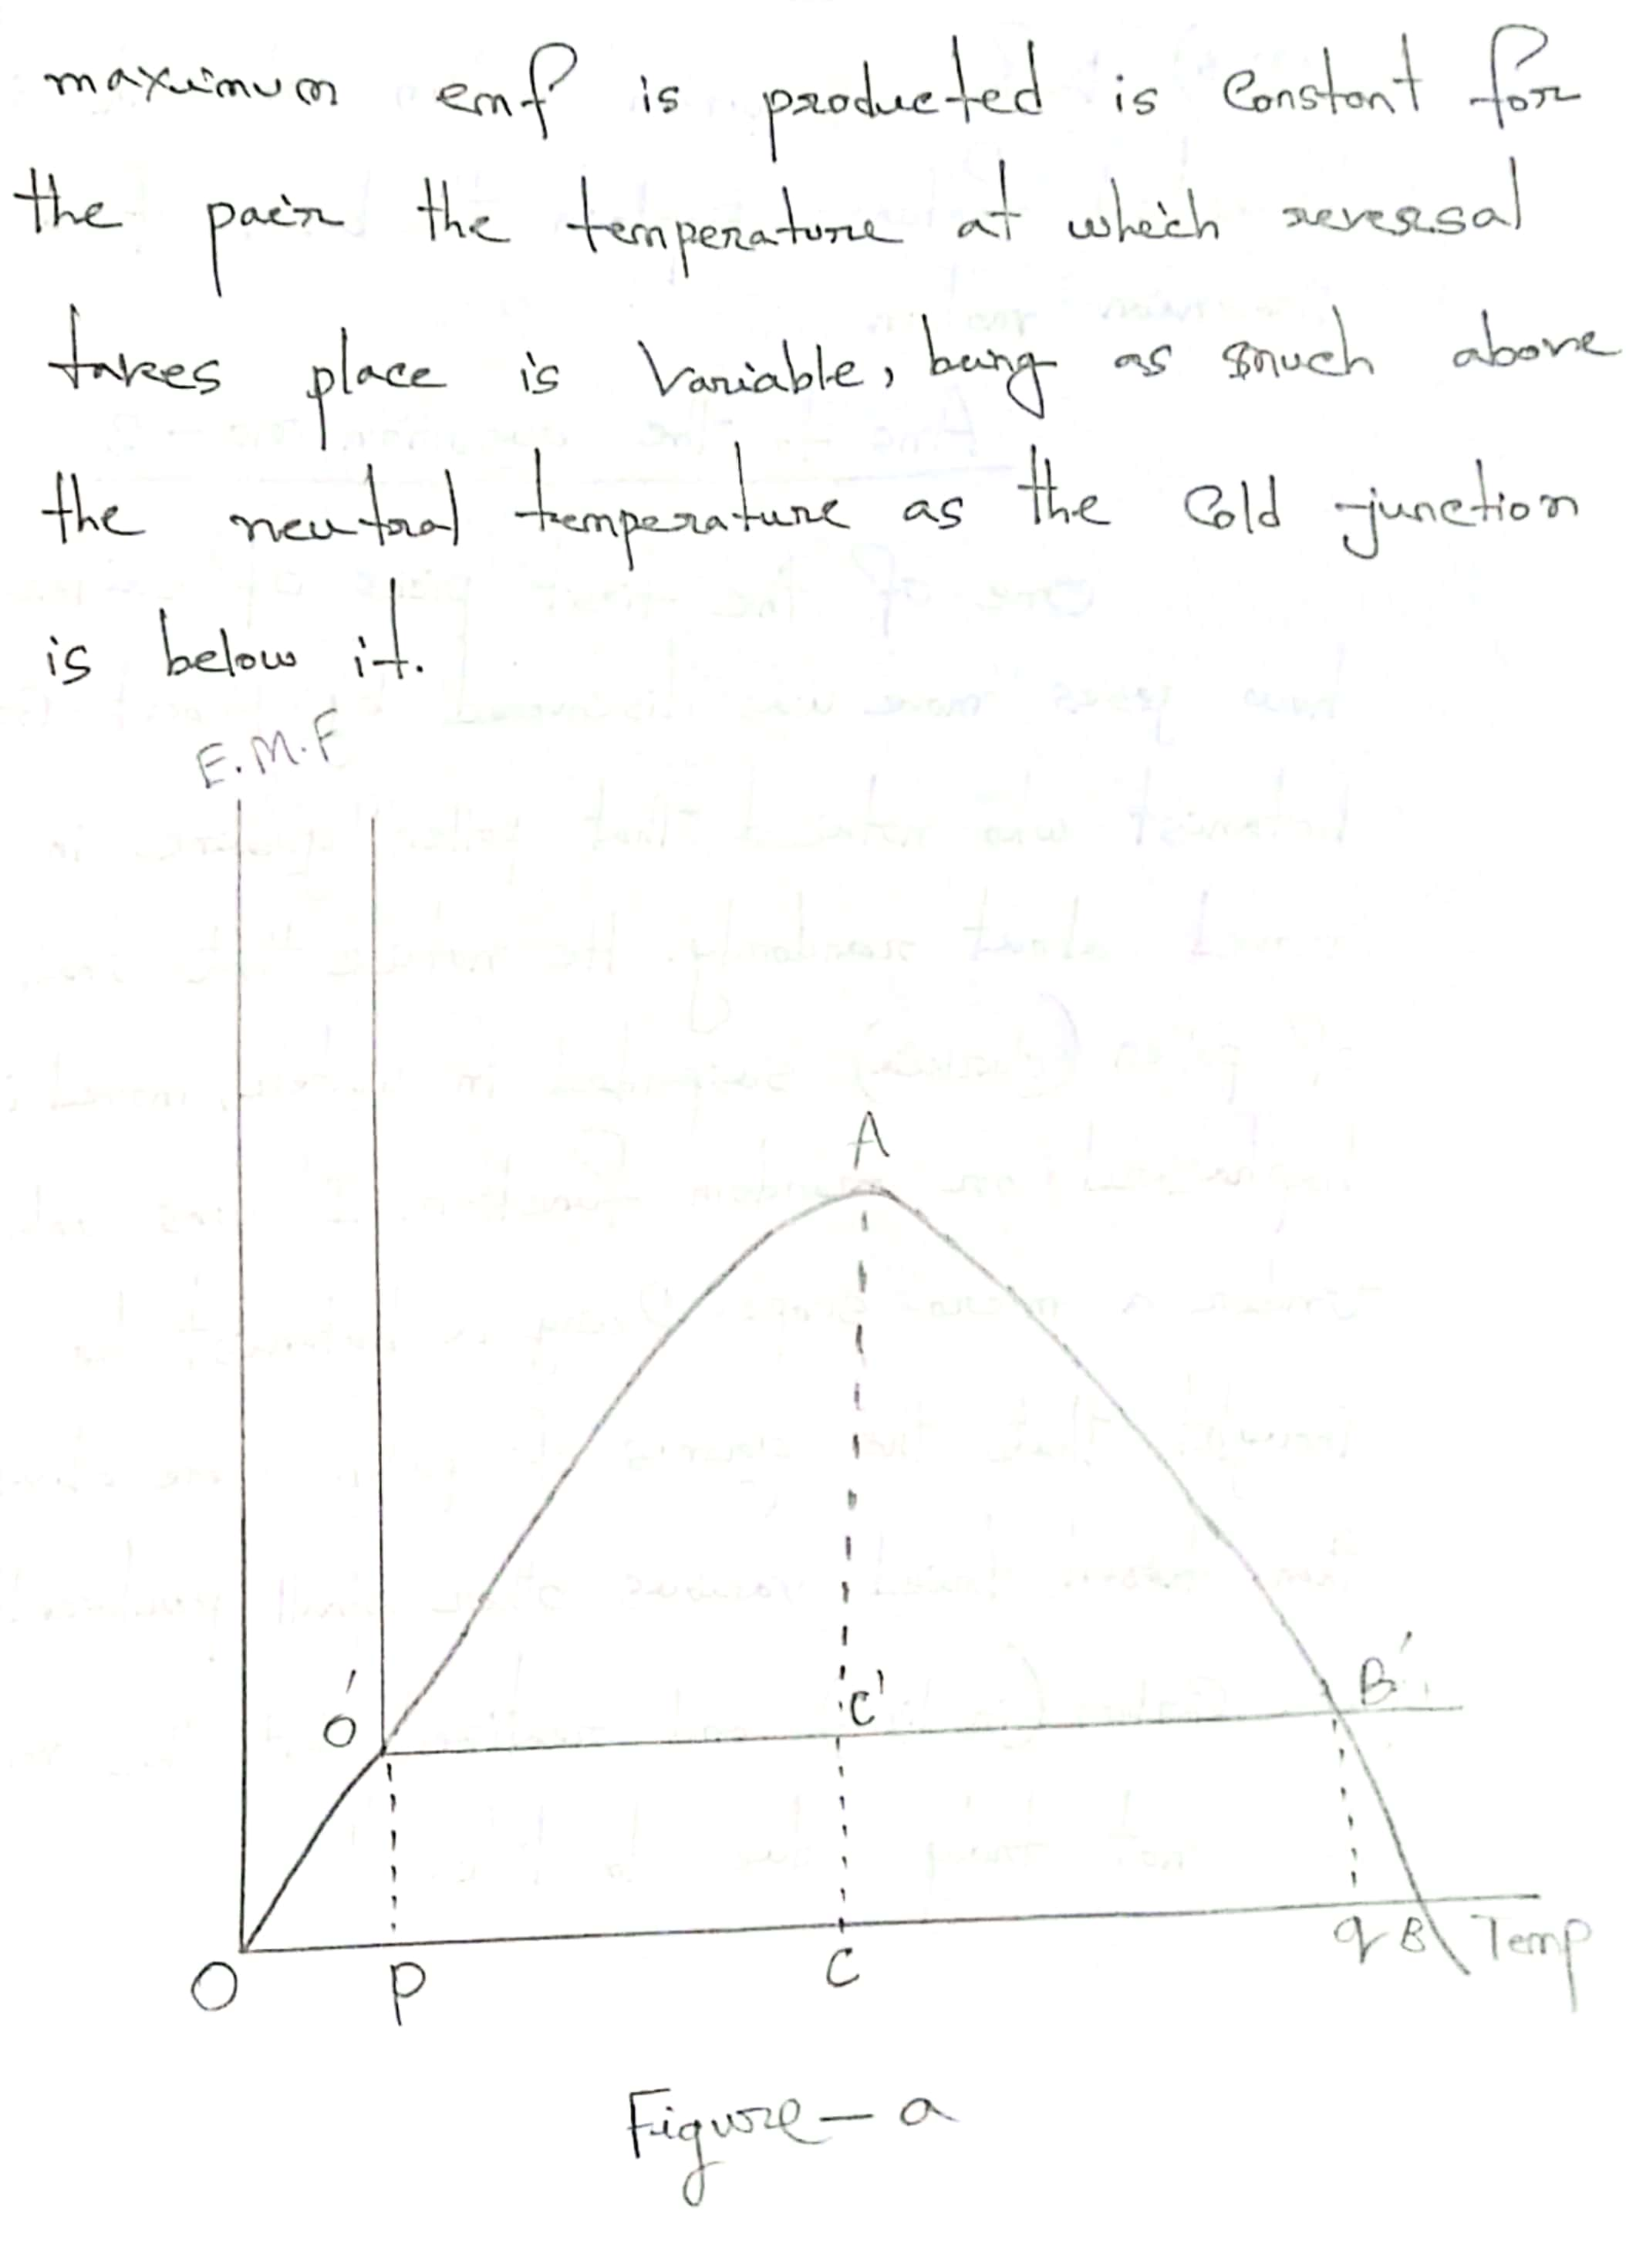 maximum emf is producted is Constant for
the pair the temperature at which reversal
takes place is Variable, being as much above
the neutral temperature as the Cold junction
is below it.
E.M.F
A
O'
C'
B'
O
P
C
q
B
Temp
Figure - a